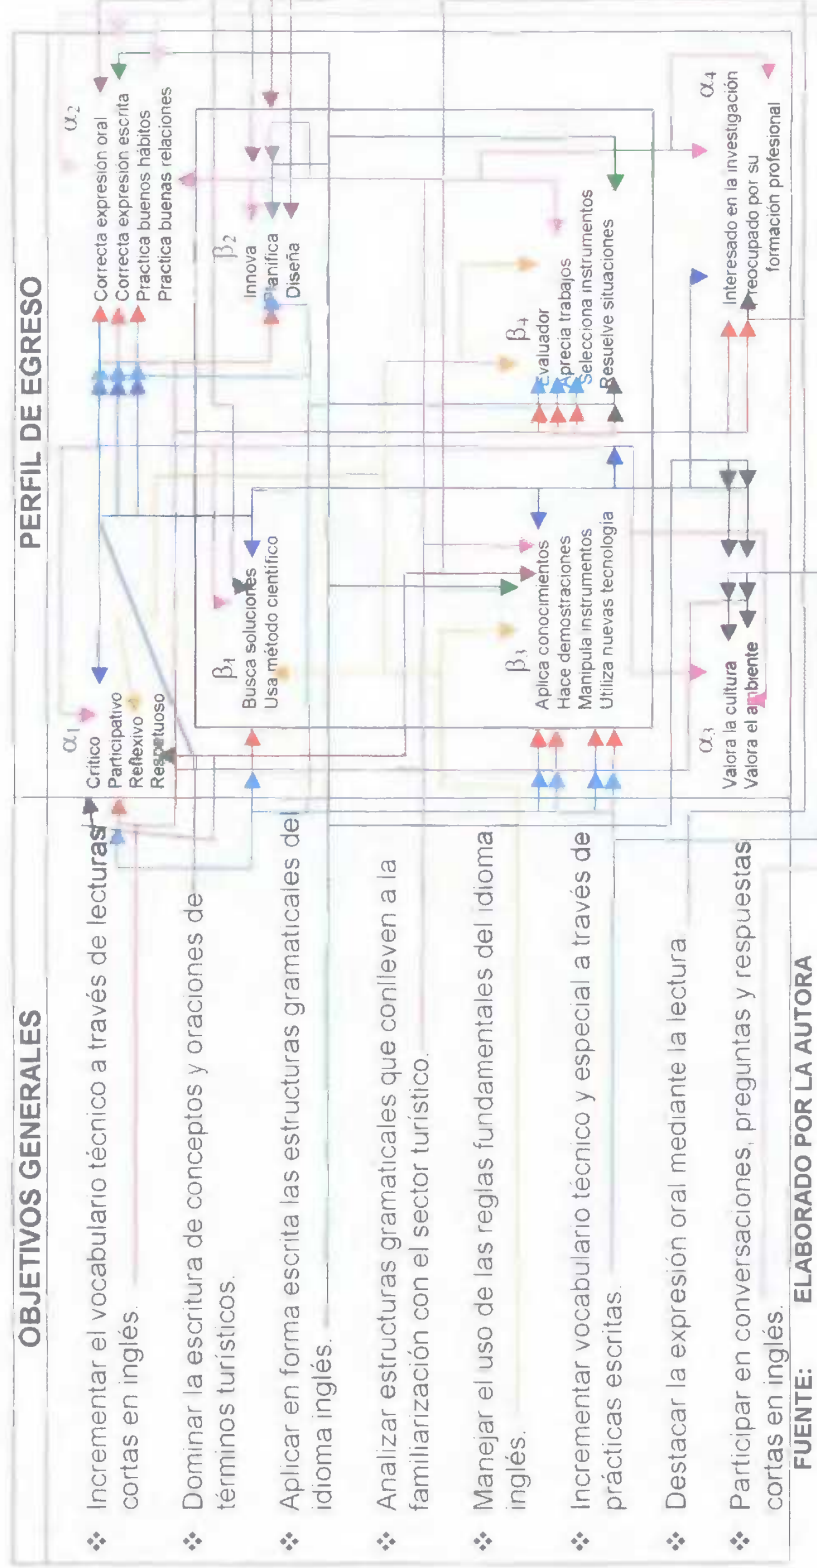 OBJETIVOS GENERALES
❖ Incrementar el vocabulario técnico a través de lecturas
cortas en inglés.
❖ Dominar la escritura de conceptos y oraciones de
términos turísticos.
❖ Aplicar en forma escrita las estructuras gramaticales del
idioma inglés.
❖ Analizar estructuras gramaticales que conlleven a la
familiarización con el sector turístico.
❖ Manejar el uso de las reglas fundamentales del idioma
inglés.
❖ Incrementar vocabulario técnico y especial a través de
prácticas escritas.
❖ Destacar la expresión oral mediante la lectura
❖ Participar en conversaciones, preguntas y respuestas
cortas en inglés.
PERFIL DE EGRESO
α1
Crítico
Participativo
Reflexivo
Respetuoso
α2
Correcta expresión oral
Correcta expresión escrita
Practica buenos hábitos
Practica buenas relaciones
β1
Busca soluciones
Usa método científico
β2
Innova
Planifica
Diseña
β3
Aplica conocimientos
Hace demostraciones
Manipula instrumentos
Utiliza nuevas tecnología
β4
Evaluador
Aprecia trabajos
Selecciona instrumentos
Resuelve situaciones
α3
Valora la cultura
Valora el ambiente
α4
Interesado en la investigación
Preocupado por su
formación profesional
FUENTE: ELABORADO POR LA AUTORA